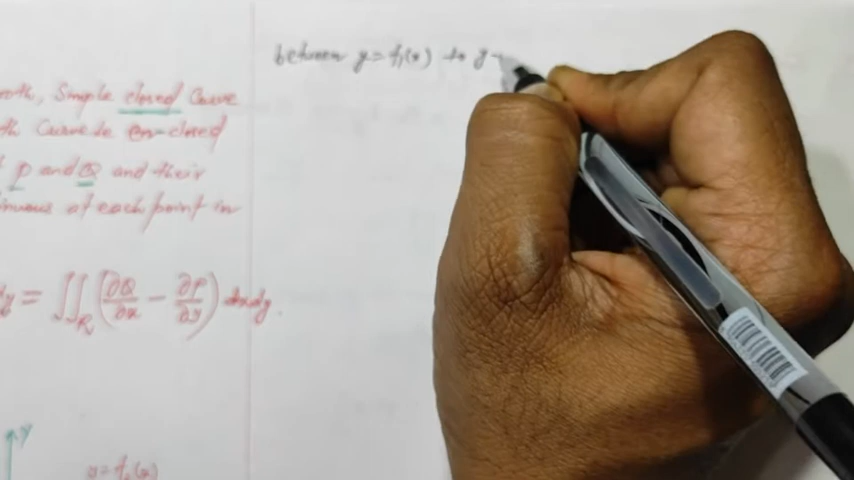 between y = f₁(x) to y -
ooth, Simple closed Curve
th Curve is en-closed
P and Q and their
inuous at each point in
dy = ∬_R (∂Q/∂x − ∂P/∂y) dxdy.
y
y = f₂(x)